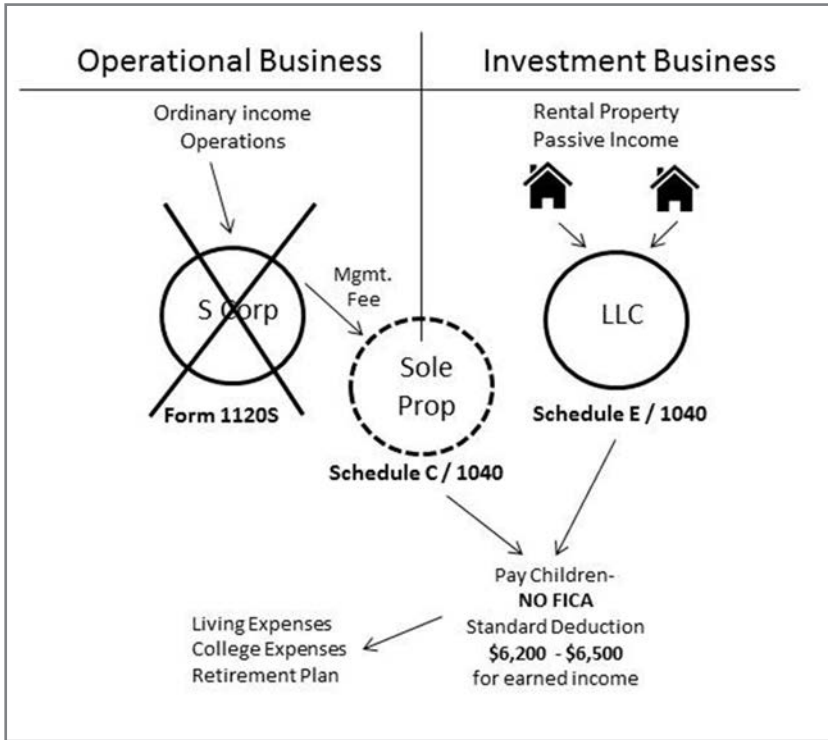 Operational Business
Investment Business
Ordinary income
Operations
Rental Property
Passive Income
S Corp
Mgmt.
Fee
LLC
Sole
Prop
Form 1120S
Schedule E / 1040
Schedule C / 1040
Pay Children-
NO FICA
Standard Deduction
$6,200 - $6,500
for earned income
Living Expenses
College Expenses
Retirement Plan